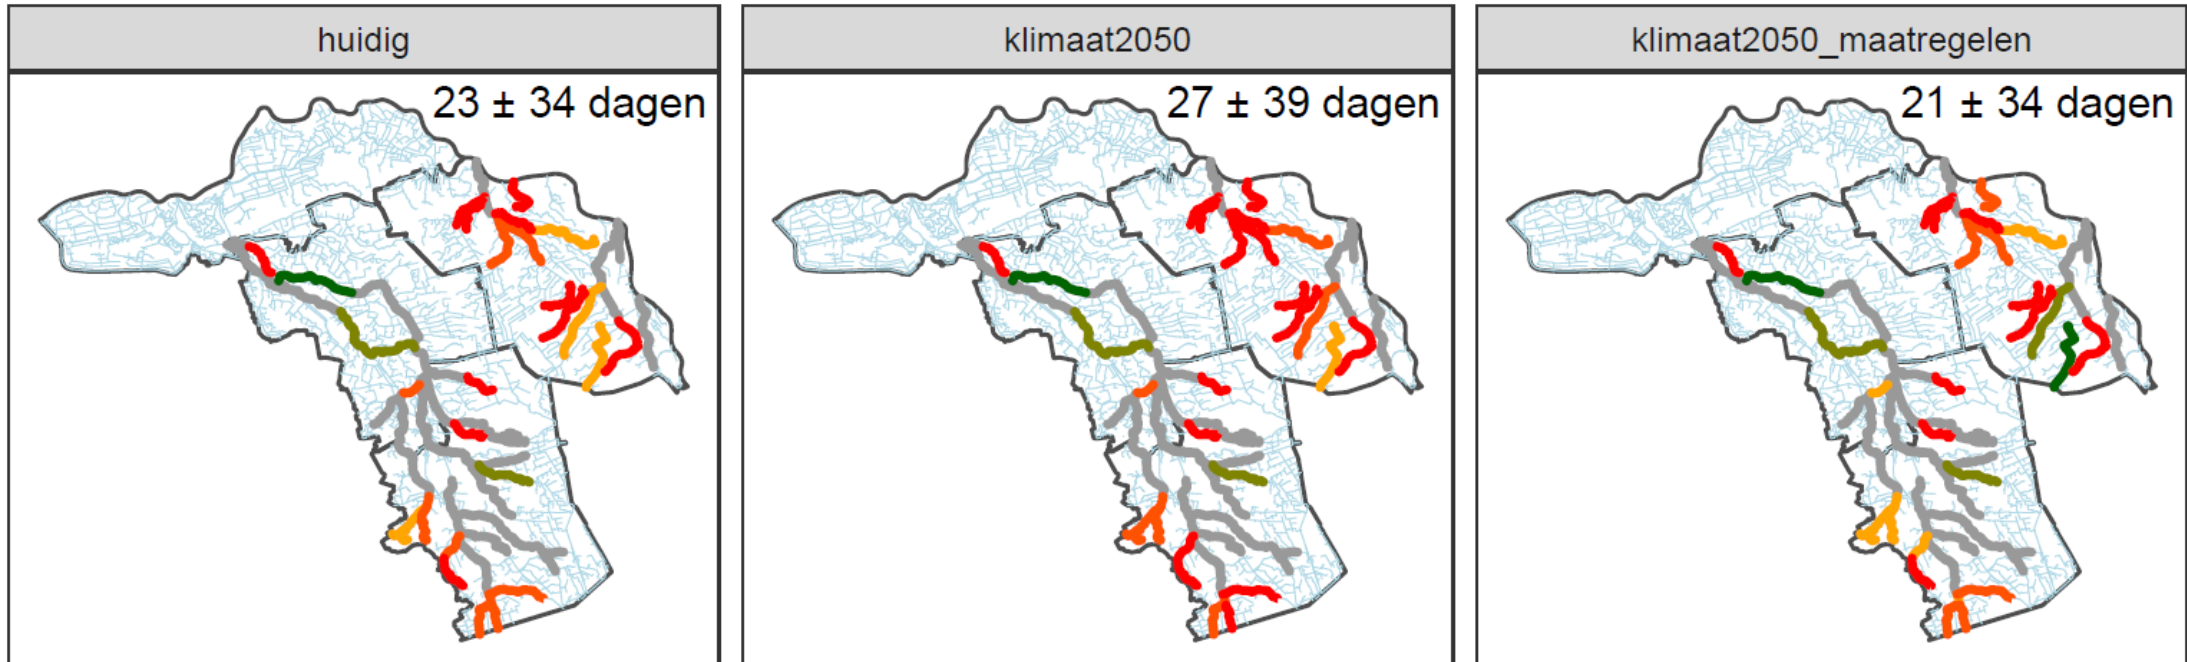 huidig
klimaat2050
klimaat2050_maatregelen
23 ± 34 dagen
27 ± 39 dagen
21 ± 34 dagen